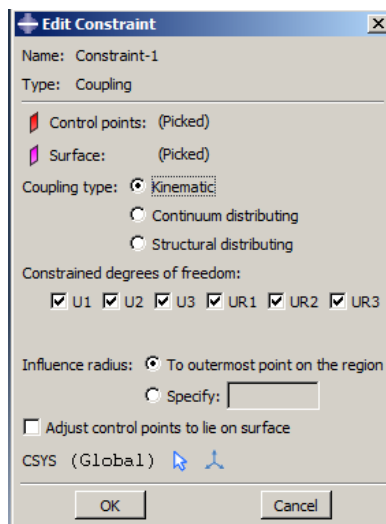 Edit Constraint
Name: Constraint-1
Type: Coupling
Control points: (Picked)
Surface: (Picked)
Coupling type: Kinematic
Continuum distributing
Structural distributing
Constrained degrees of freedom:
U1 U2 U3 UR1 UR2 UR3
Influence radius: To outermost point on the region
Specify:
Adjust control points to lie on surface
CSYS (Global)
OK Cancel